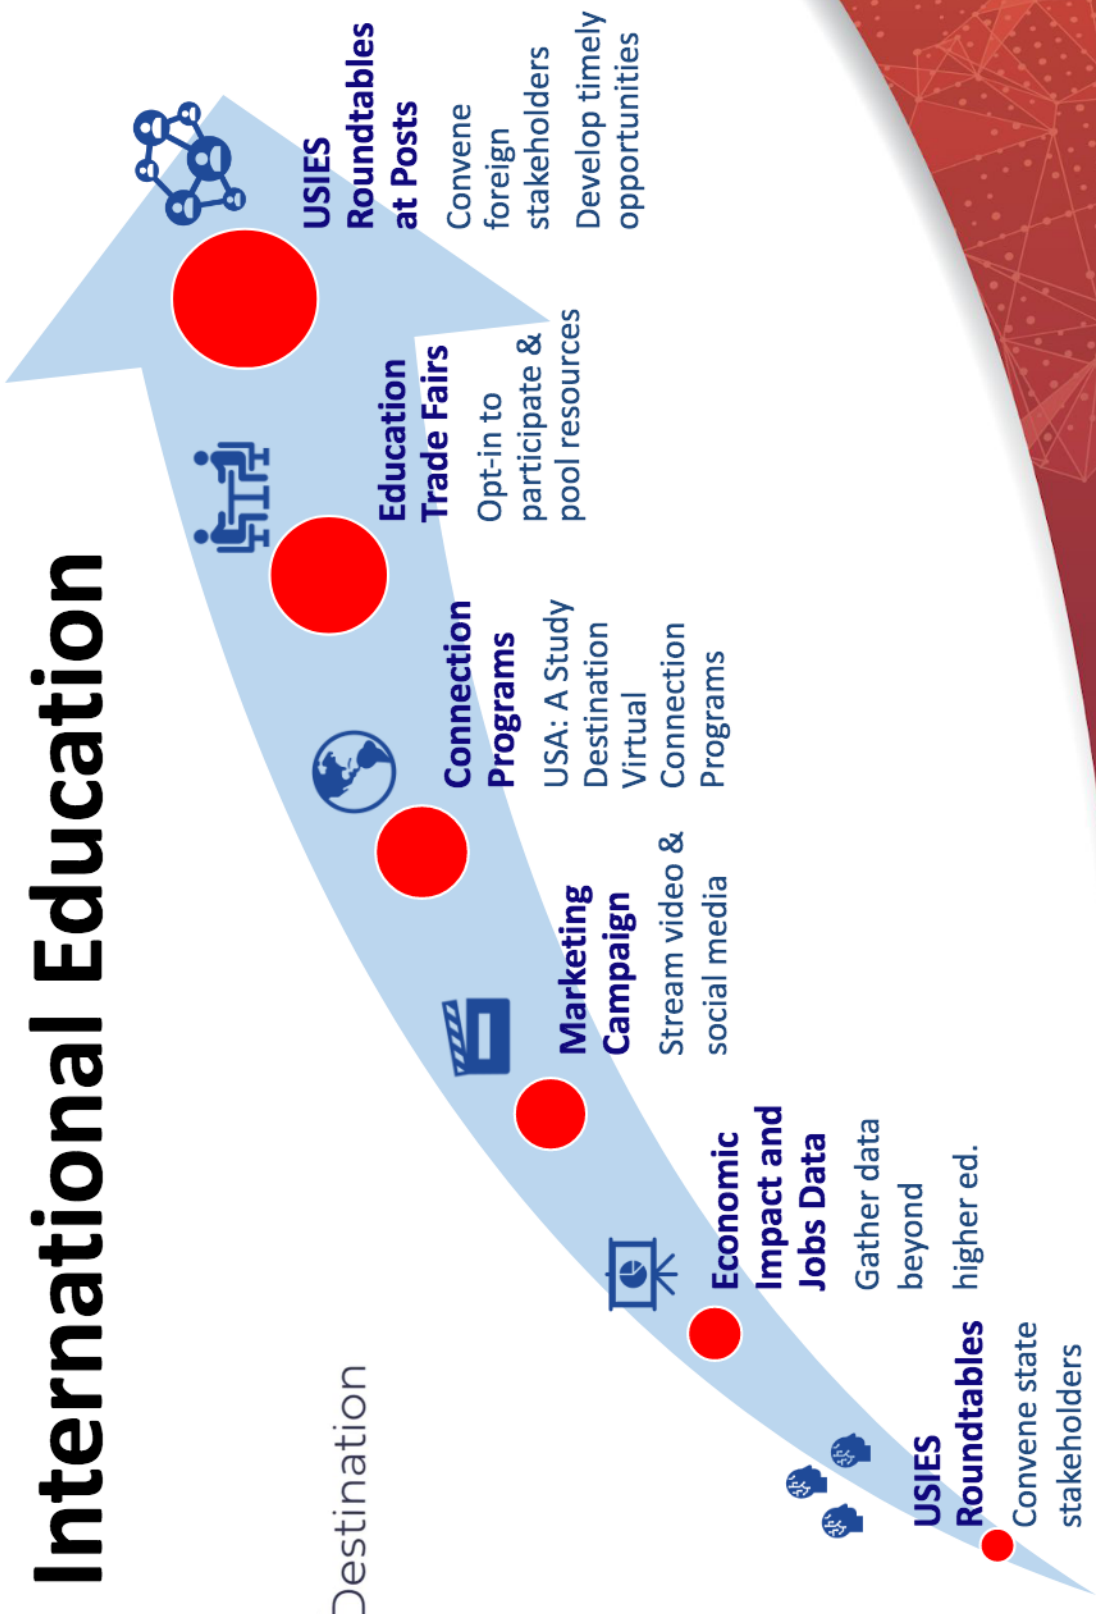 International Education
Destination
USIES
Roundtables
Convene state
stakeholders
Economic
Impact and
Jobs Data
Gather data
beyond
higher ed.
Marketing
Campaign
Stream video &
social media
Connection
Programs
USA: A Study
Destination
Virtual
Connection
Programs
Education
Trade Fairs
Opt-in to
participate &
pool resources
USIES
Roundtables
at Posts
Convene
foreign
stakeholders
Develop timely
opportunities